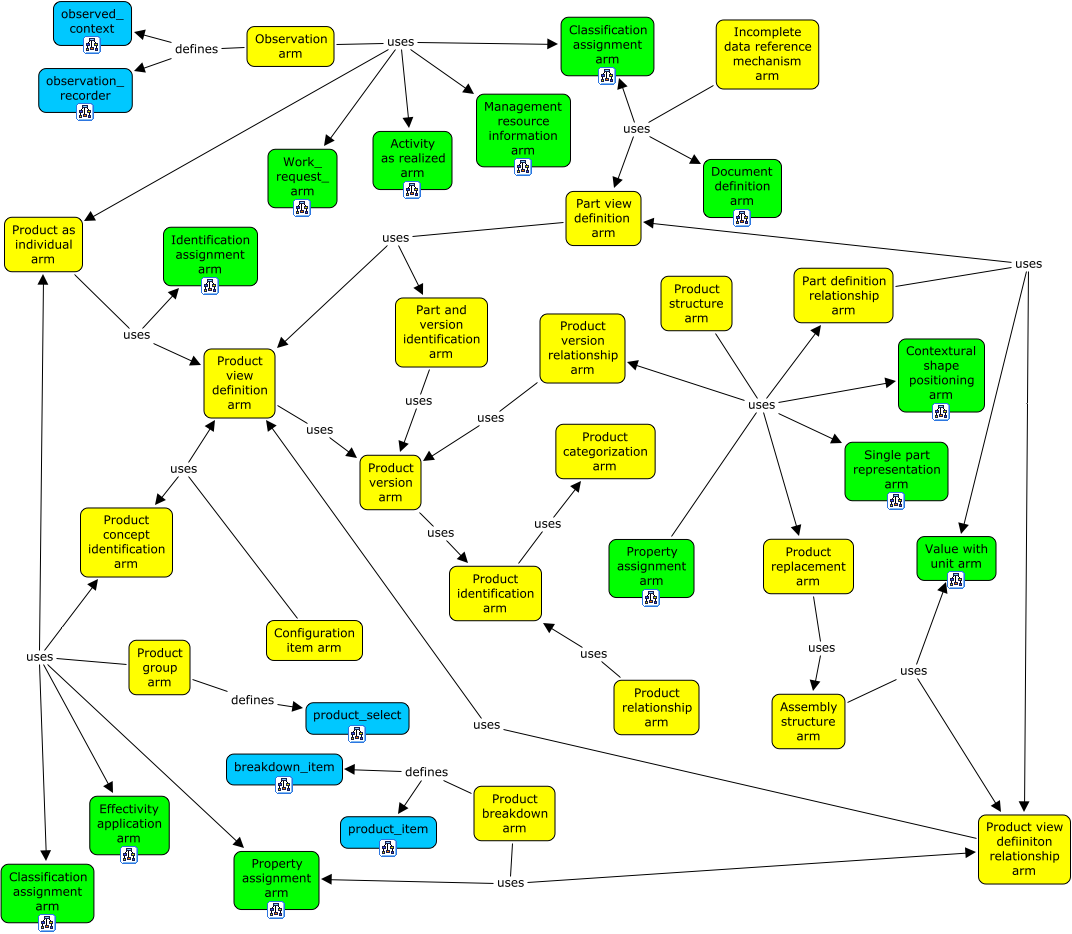 observed_
context
defines
Observation
arm
uses
Classification
assignment
arm
Incomplete
data reference
mechanism
arm
observation_
recorder
Management
resource
information
arm
uses
Work_
request_
arm
Activity
as realized
arm
Document
definition
arm
Part view
definition
arm
Product as
individual
arm
Identification
assignment
arm
uses
uses
Product
structure
arm
Part definition
relationship
arm
Part and
version
identification
arm
Product
version
relationship
arm
uses
Product
view
definition
arm
Contextural
shape
positioning
arm
uses
uses
uses
uses
Product
categorization
arm
Product
version
arm
uses
Single part
representation
arm
Product
concept
identification
arm
uses
uses
Property
assignment
arm
Product
replacement
arm
Value with
unit arm
Product
identification
arm
Configuration
item arm
uses
Product
group
arm
uses
uses
uses
defines
product_select
Product
relationship
arm
Assembly
structure
arm
uses
breakdown_item
defines
Product
breakdown
arm
product_item
Effectivity
application
arm
Product view
defiiniton
relationship
arm
Classification
assignment
arm
Property
assignment
arm
uses